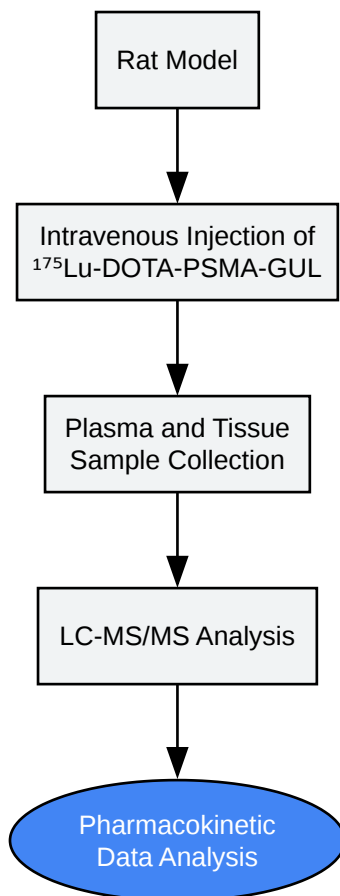 Rat Model
Intravenous Injection of
¹⁷⁵Lu-DOTA-PSMA-GUL
Plasma and Tissue
Sample Collection
LC-MS/MS Analysis
Pharmacokinetic
Data Analysis